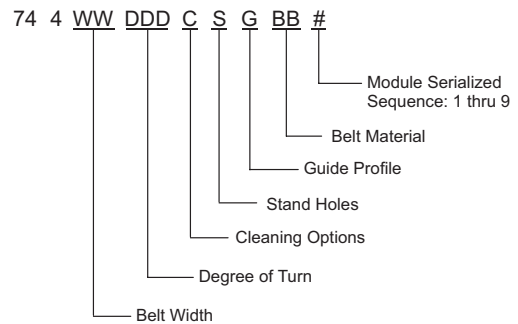 74 4 WW DDD C S G BB #
Module Serialized
Sequence: 1 thru 9
Belt Material
Guide Profile
Stand Holes
Cleaning Options
Degree of Turn
Belt Width